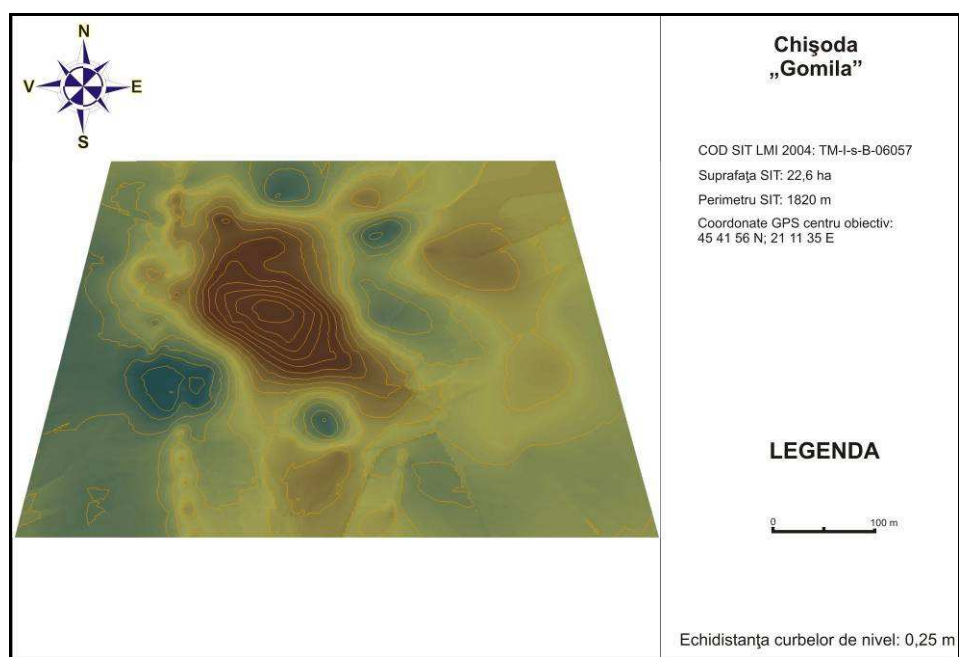 N
V E
S
Chişoda
„Gomila”
COD SIT LMI 2004: TM-I-s-B-06057
Suprafaţa SIT: 22,6 ha
Perimetru SIT: 1820 m
Coordonate GPS centru obiectiv:
45 41 56 N; 21 11 35 E
LEGENDA
0 100 m
Echidistanţa curbelor de nivel: 0,25 m